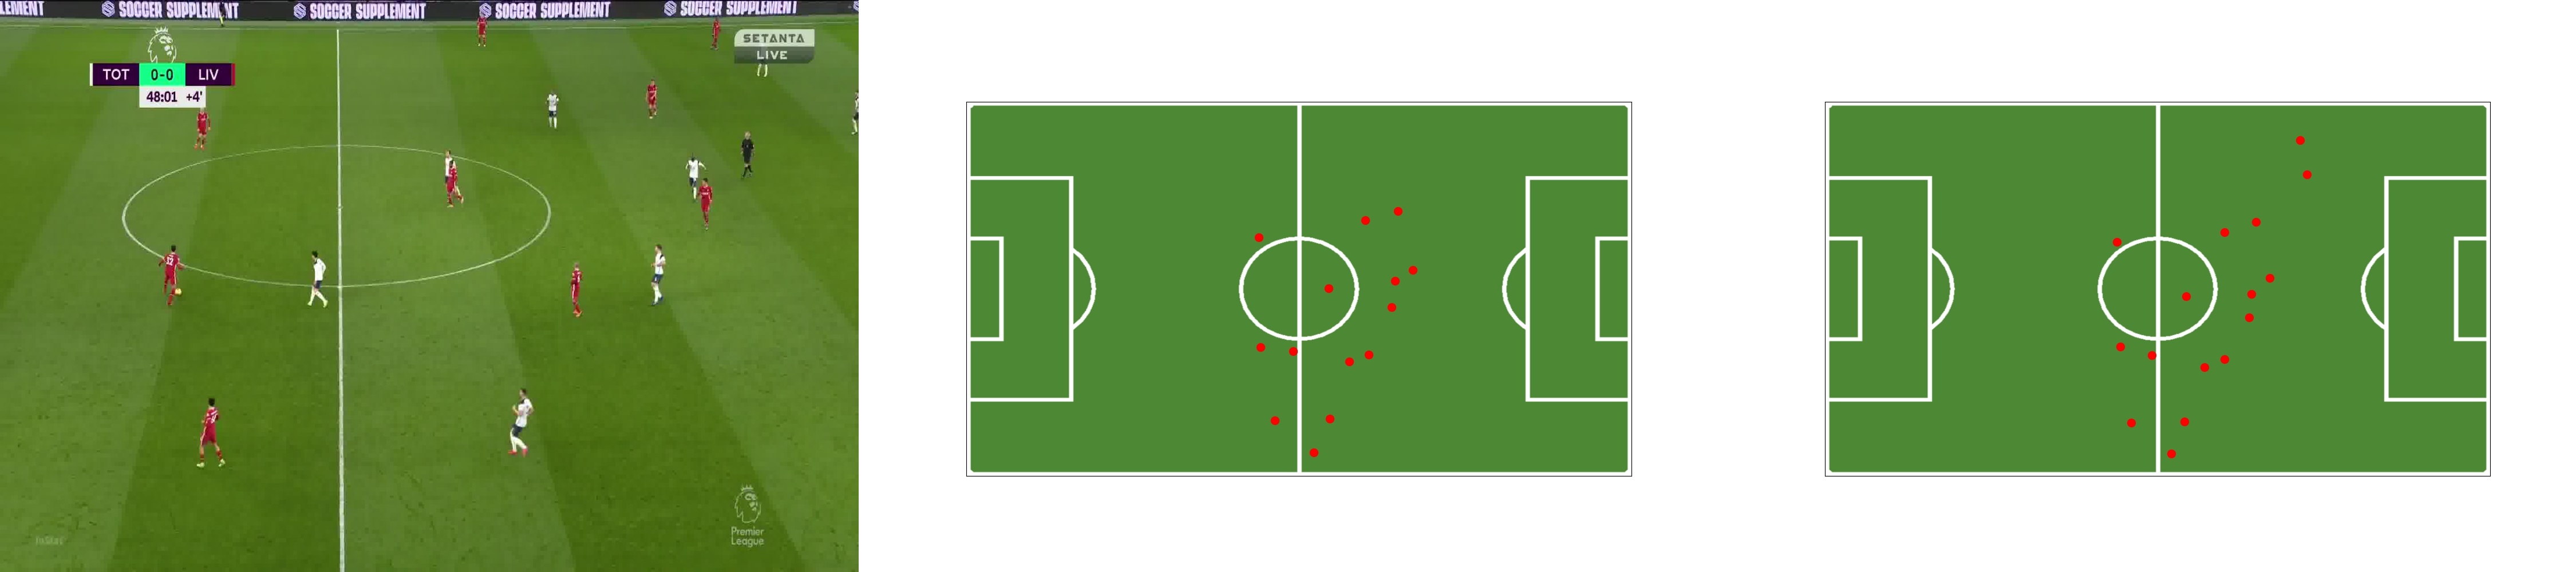 LEMENT SOCCER SUPPLEMENT SOCCER SUPPLEMENT SOCCER SUPPLEMENT SOCCER SUPPLEMENT
SETANTA
LIVE
TOT 0-0 LIV
48:01 +4'
12
Premier
League